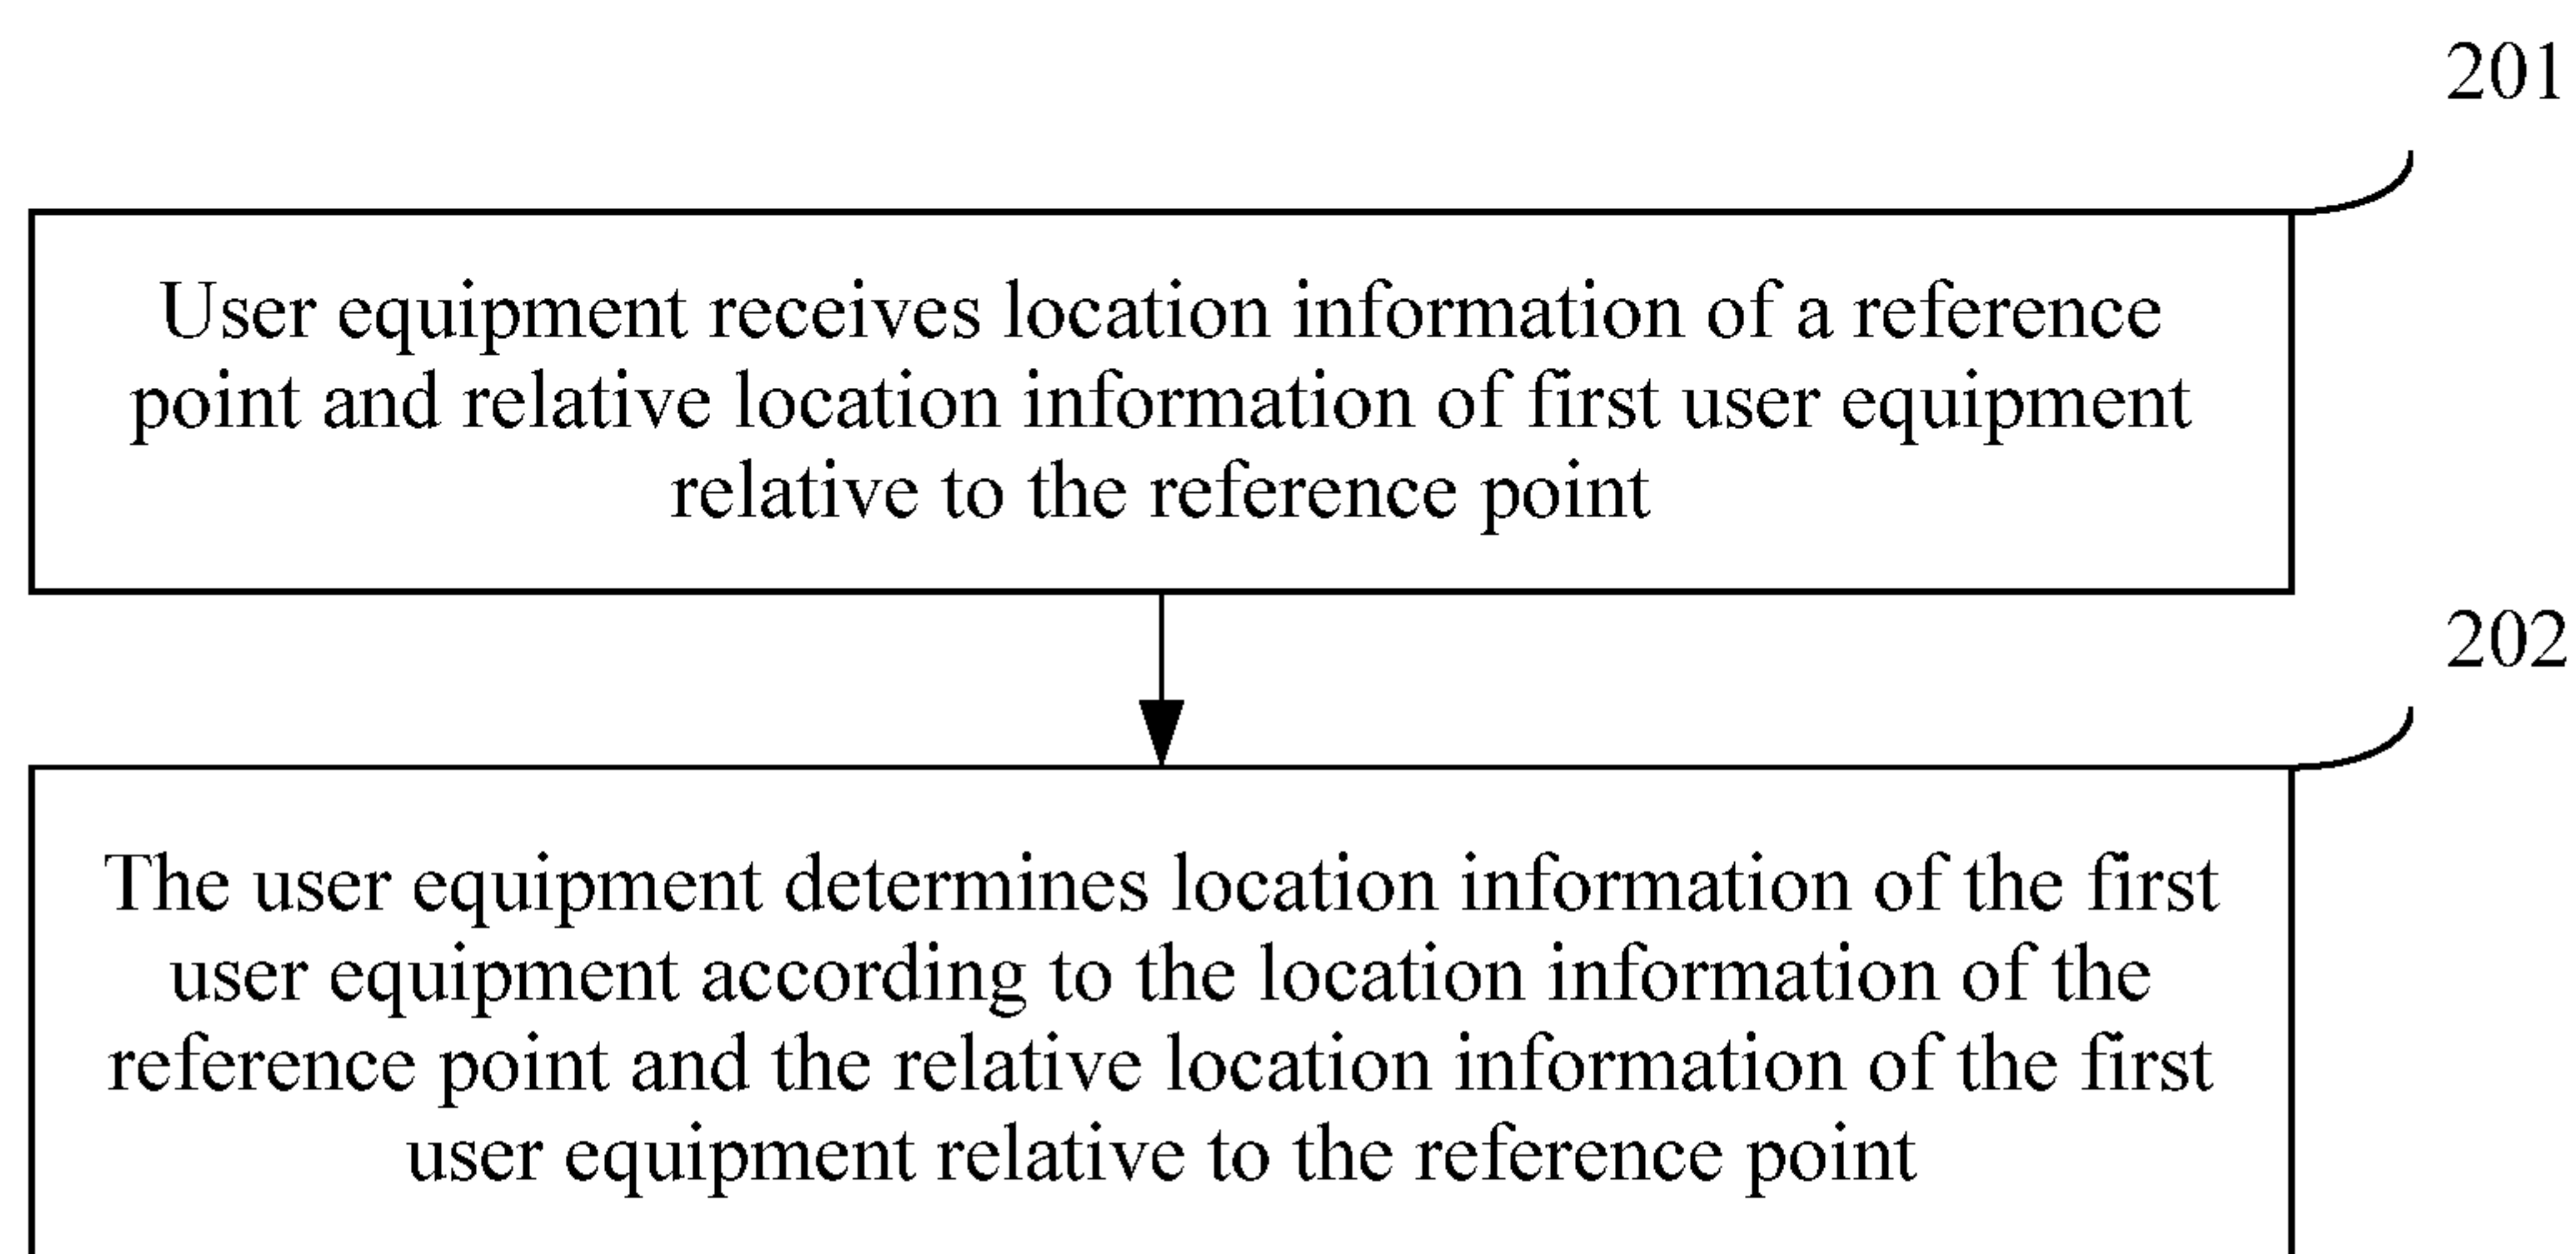 201
User equipment receives location information of a reference
point and relative location information of first user equipment
relative to the reference point
202
The user equipment determines location information of the first
user equipment according to the location information of the
reference point and the relative location information of the first
user equipment relative to the reference point